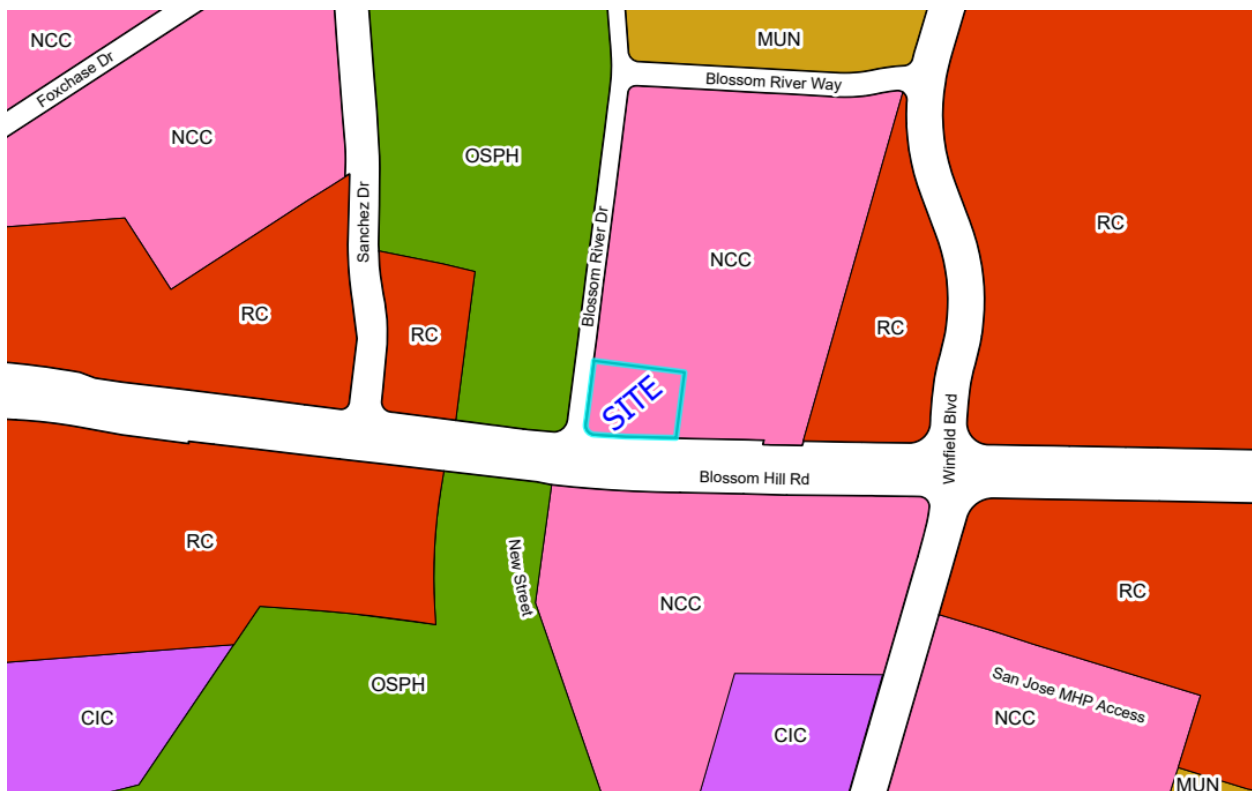 NCC
MUN
Foxchase Dr
Blossom River Way
NCC
OSPH
RC
Sanchez Dr
Blossom River Dr
NCC
RC
RC
RC
SITE
Winfield Blvd
Blossom Hill Rd
RC
New Street
NCC
RC
OSPH
San Jose MHP Access
CIC
NCC
CIC
MUN